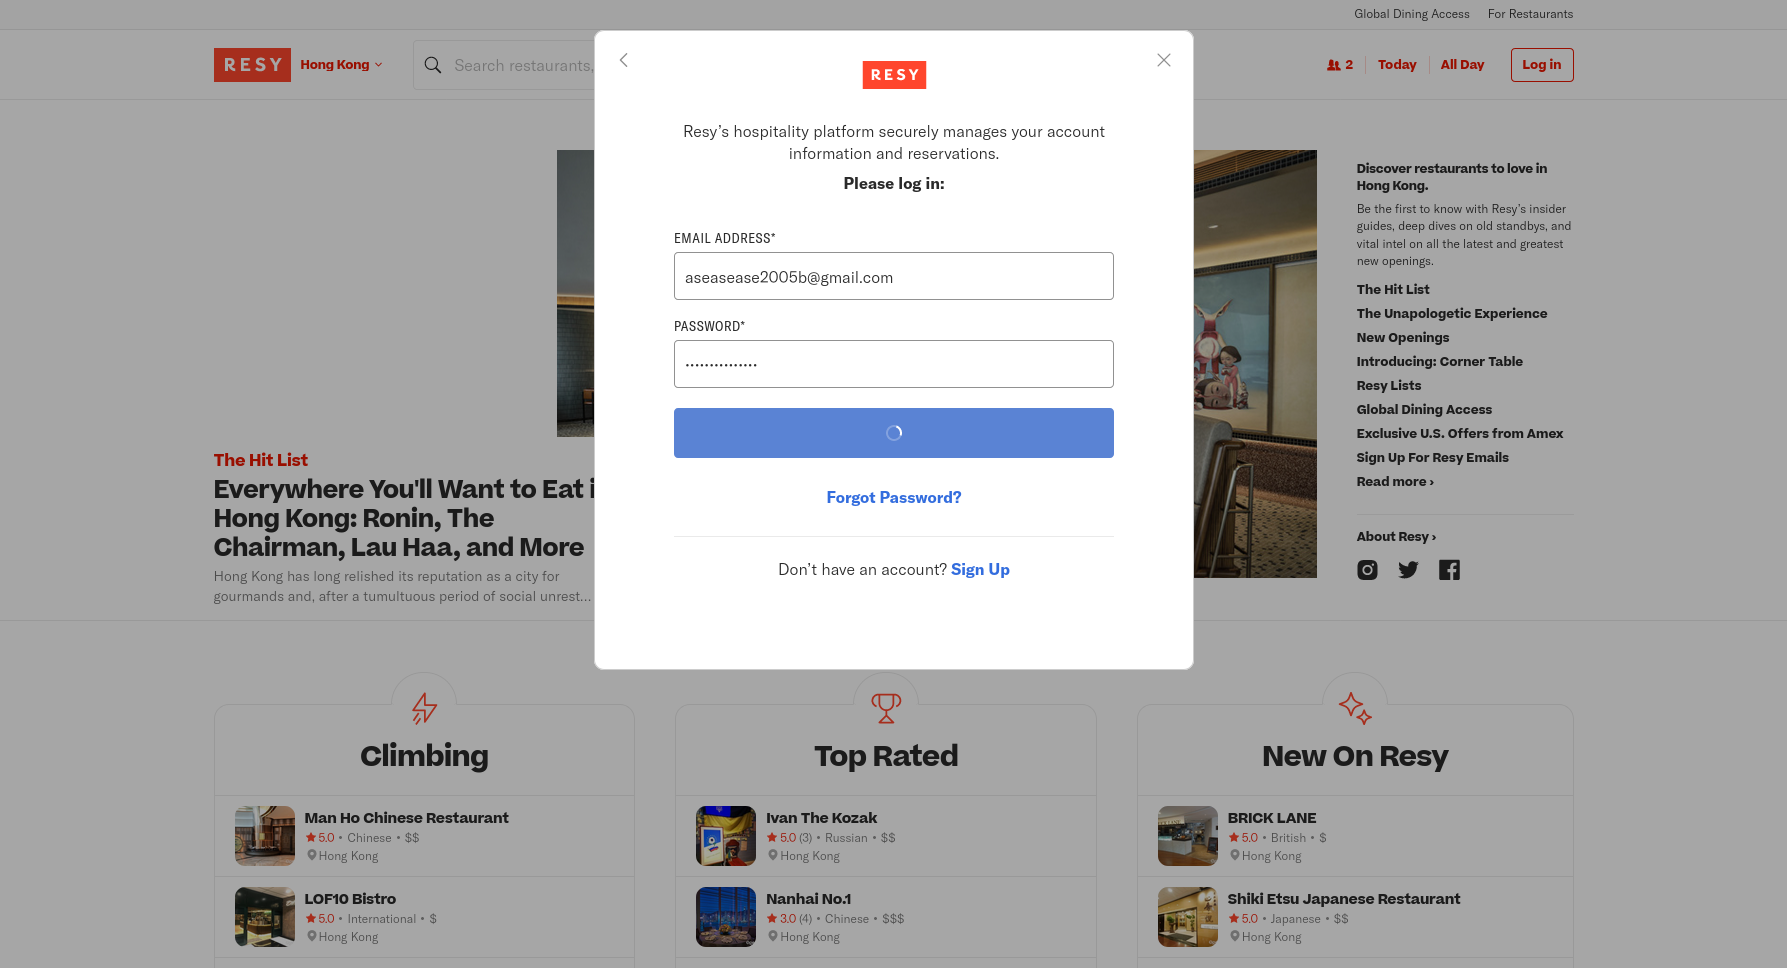 Global Dining Access
For Restaurants
RESY
Hong Kong
Search restaurants,
2
Today
All Day
Log in
RESY
Resy’s hospitality platform securely manages your account
information and reservations.
Please log in:
EMAIL ADDRESS*
aseasease2005b@gmail.com
PASSWORD*
•••••••••••••••
Forgot Password?
Don’t have an account? Sign Up
The Hit List
Everywhere You'll Want to Eat i
Hong Kong: Ronin, The
Chairman, Lau Haa, and More
Hong Kong has long relished its reputation as a city for
gourmands and, after a tumultuous period of social unrest...
Discover restaurants to love in
Hong Kong.
Be the first to know with Resy’s insider
guides, deep dives on old standbys, and
vital intel on all the latest and greatest
new openings.
The Hit List
The Unapologetic Experience
New Openings
Introducing: Corner Table
Resy Lists
Global Dining Access
Exclusive U.S. Offers from Amex
Sign Up For Resy Emails
Read more ›
About Resy ›
Climbing
Man Ho Chinese Restaurant
5.0 • Chinese • $$
Hong Kong
LOF10 Bistro
5.0 • International • $
Hong Kong
Top Rated
Ivan The Kozak
5.0 (3) • Russian • $$
Hong Kong
Nanhai No.1
3.0 (4) • Chinese • $$$
Hong Kong
New On Resy
BRICK LANE
5.0 • British • $
Hong Kong
Shiki Etsu Japanese Restaurant
5.0 • Japanese • $$
Hong Kong